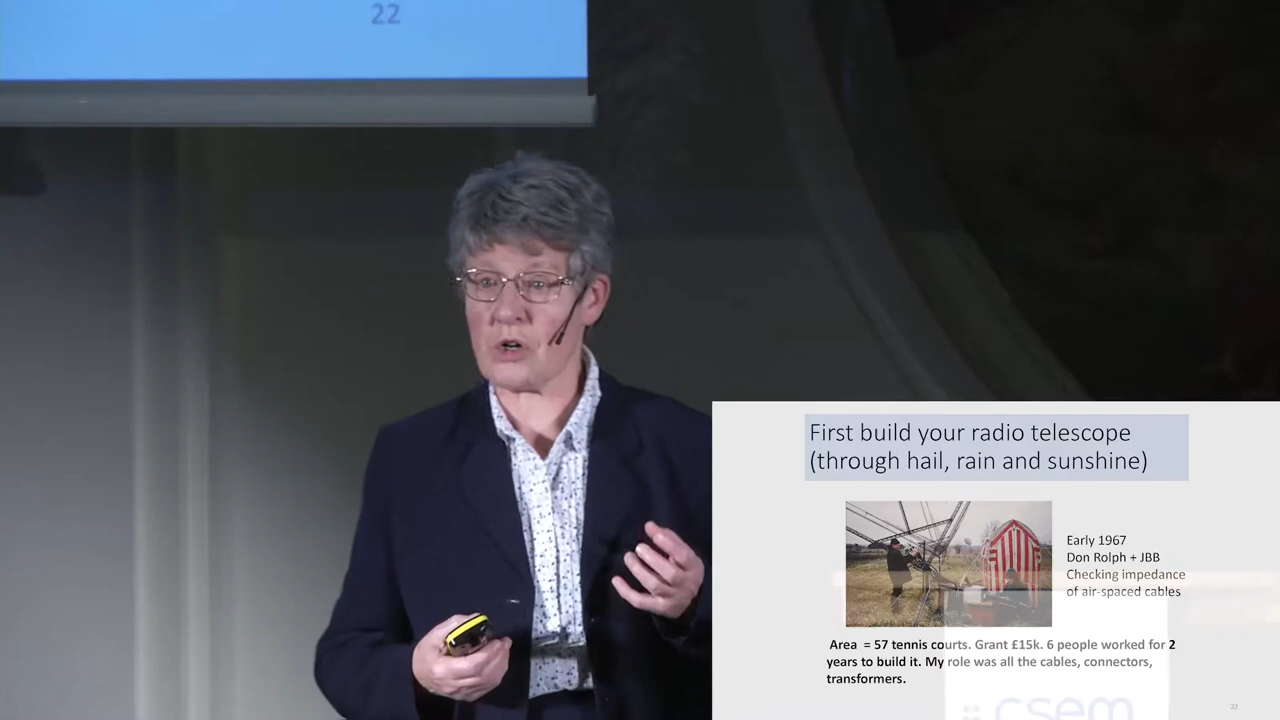 22
First build your radio telescope
(through hail, rain and sunshine)
Early 1967
Don Rolph + JBB
Checking impedance
of air-spaced cables
Area = 57 tennis courts. Grant £15k. 6 people worked for 2
years to build it. My role was all the cables, connectors,
transformers.
:: csem
22